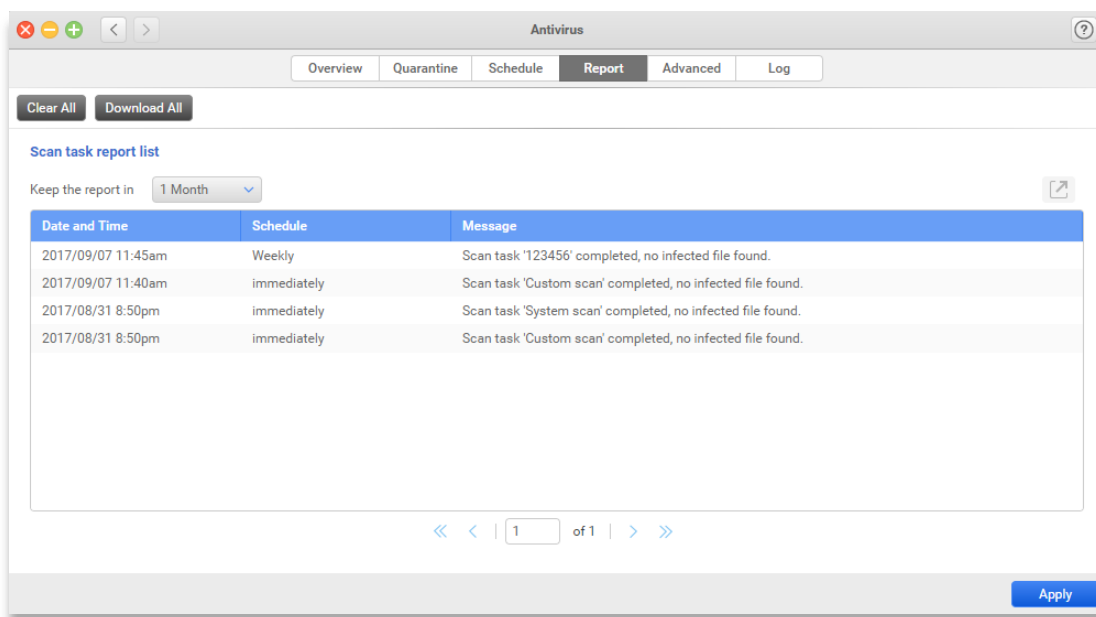 Antivirus
Overview Quarantine Schedule Report Advanced Log
Clear All Download All
Scan task report list
Keep the report in 1 Month
Date and Time Schedule Message
2017/09/07 11:45am Weekly Scan task '123456' completed, no infected file found.
2017/09/07 11:40am immediately Scan task 'Custom scan' completed, no infected file found.
2017/08/31 8:50pm immediately Scan task 'System scan' completed, no infected file found.
2017/08/31 8:50pm immediately Scan task 'Custom scan' completed, no infected file found.
1 of 1
Apply